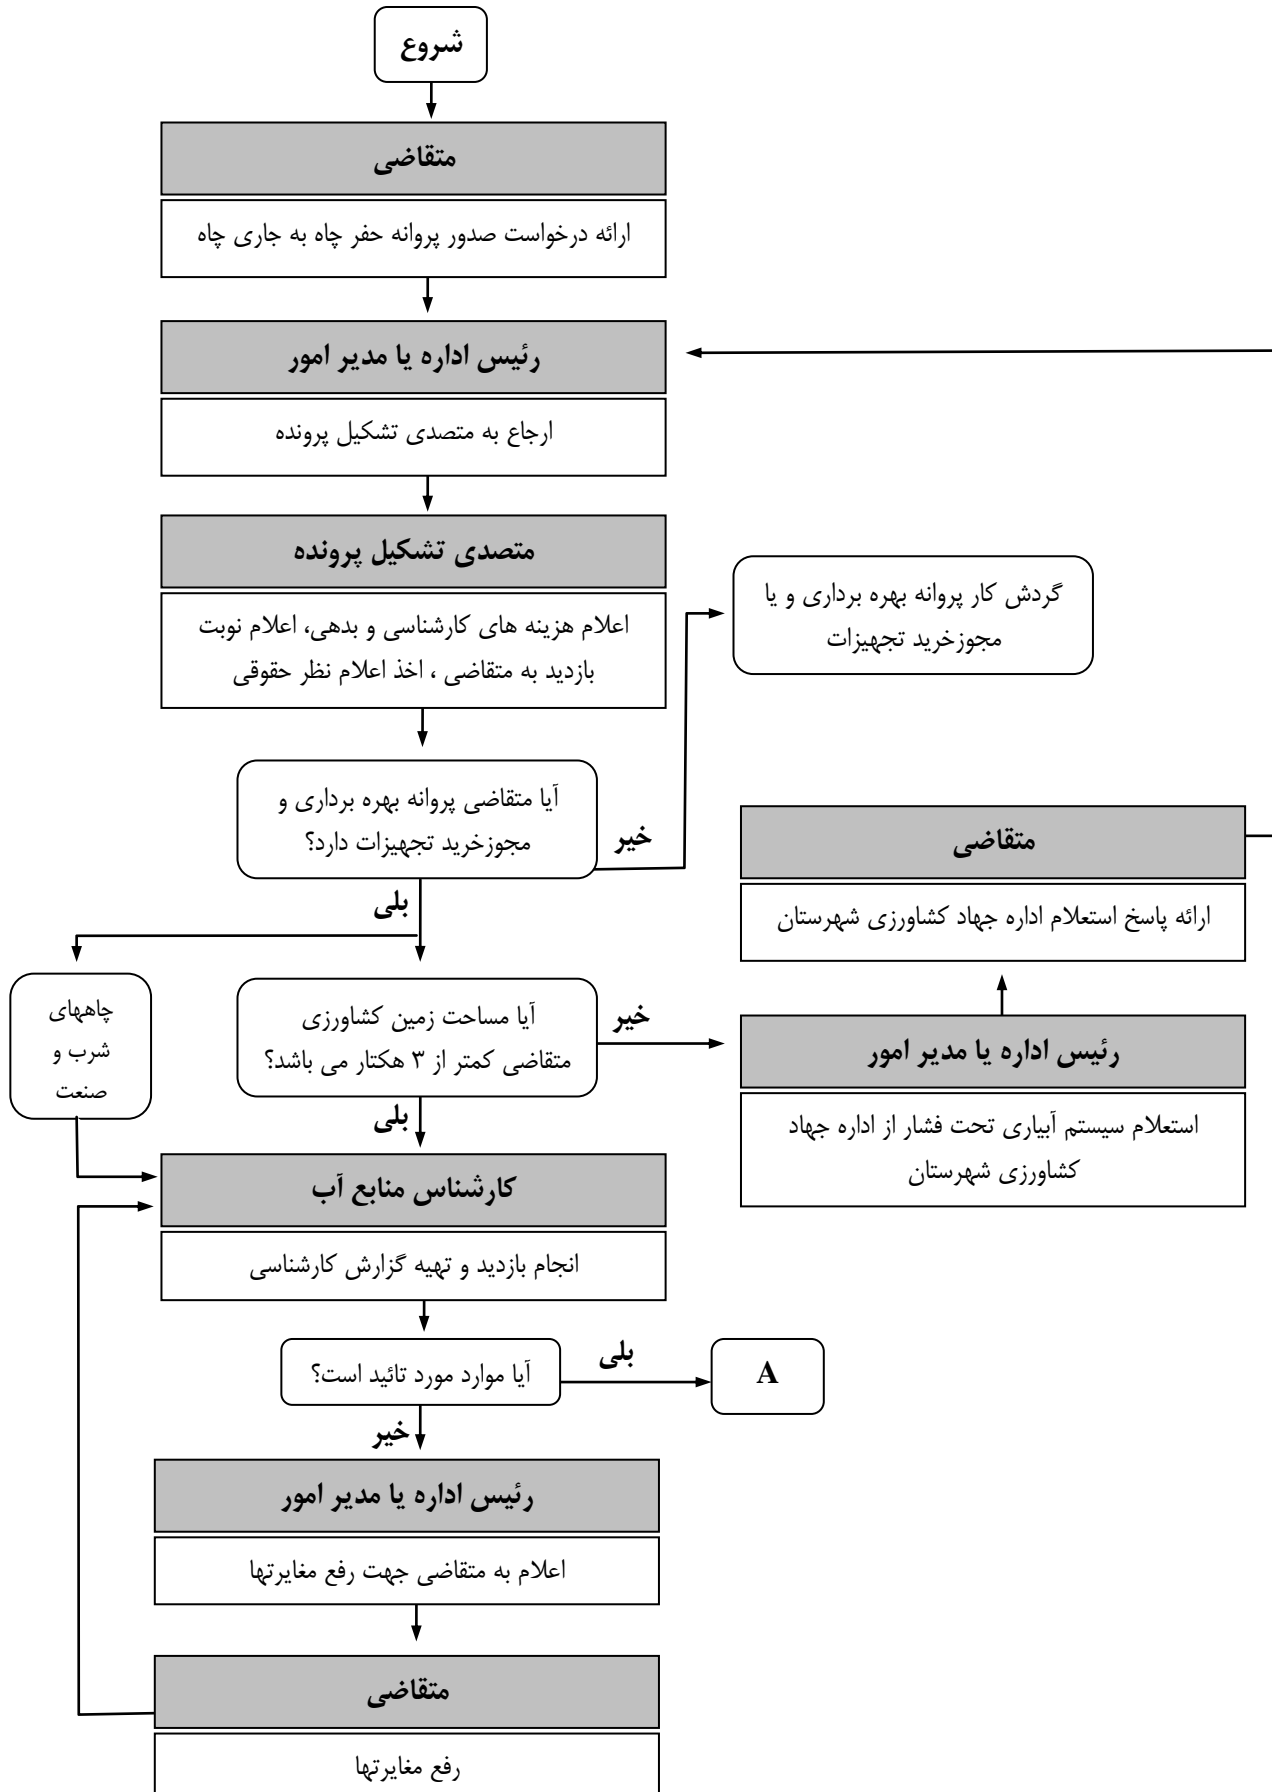 شروع
متقاضی
ارائه درخواست صدور پروانه حفر چاه به جاری چاه
رئیس اداره یا مدیر امور
ارجاع به متصدی تشکیل پرونده
متصدی تشکیل پرونده
اعلام هزینه های کارشناسی و بدهی، اعلام نوبت
بازدید به متقاضی ، اخذ اعلام نظر حقوقی
گردش کار پروانه بهره برداری و یا
مجوزخرید تجهیزات
آیا متقاضی پروانه بهره برداری و
مجوزخرید تجهیزات دارد؟
خیر
بلی
متقاضی
ارائه پاسخ استعلام اداره جهاد کشاورزی شهرستان
چاههای
شرب و
صنعت
آیا مساحت زمین کشاورزی
متقاضی کمتر از ۳ هکتار می باشد؟
خیر
بلی
رئیس اداره یا مدیر امور
استعلام سیستم آبیاری تحت فشار از اداره جهاد
کشاورزی شهرستان
کارشناس منابع آب
انجام بازدید و تهیه گزارش کارشناسی
آیا موارد مورد تائید است؟
بلی
A
خیر
رئیس اداره یا مدیر امور
اعلام به متقاضی جهت رفع مغایرتها
متقاضی
رفع مغایرتها